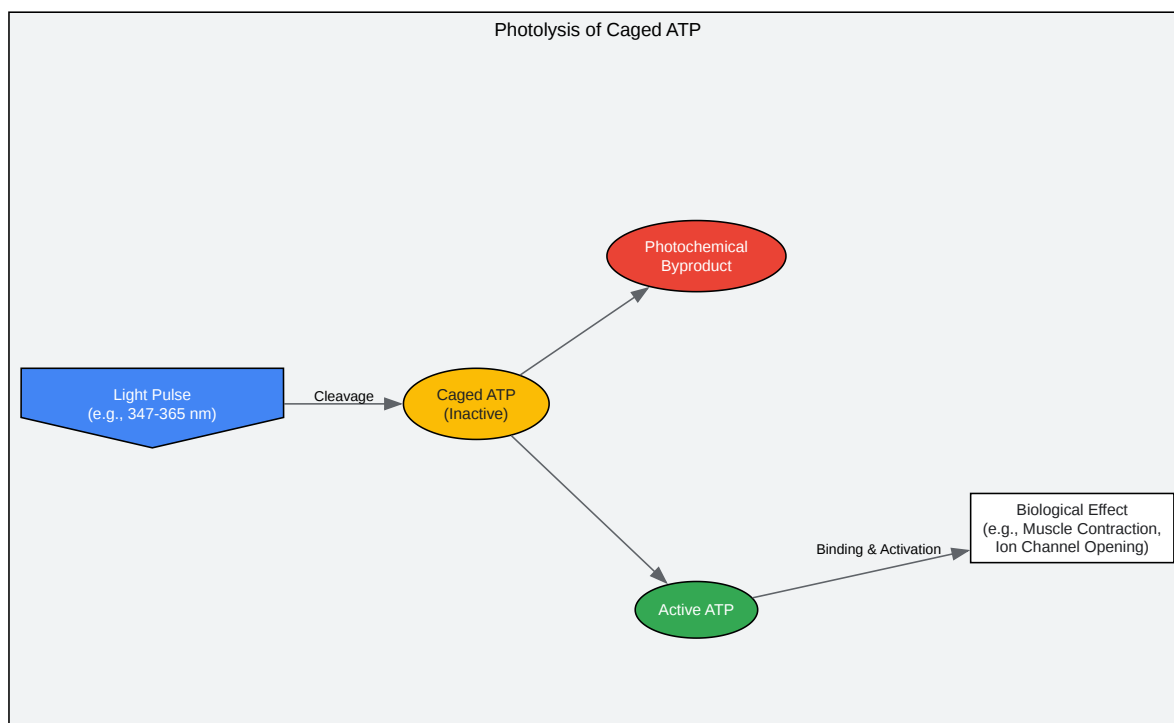 Photolysis of Caged ATP
Photochemical
Byproduct
Light Pulse
(e.g., 347-365 nm)
Cleavage
Caged ATP
(Inactive)
Biological Effect
(e.g., Muscle Contraction,
Ion Channel Opening)
Binding & Activation
Active ATP